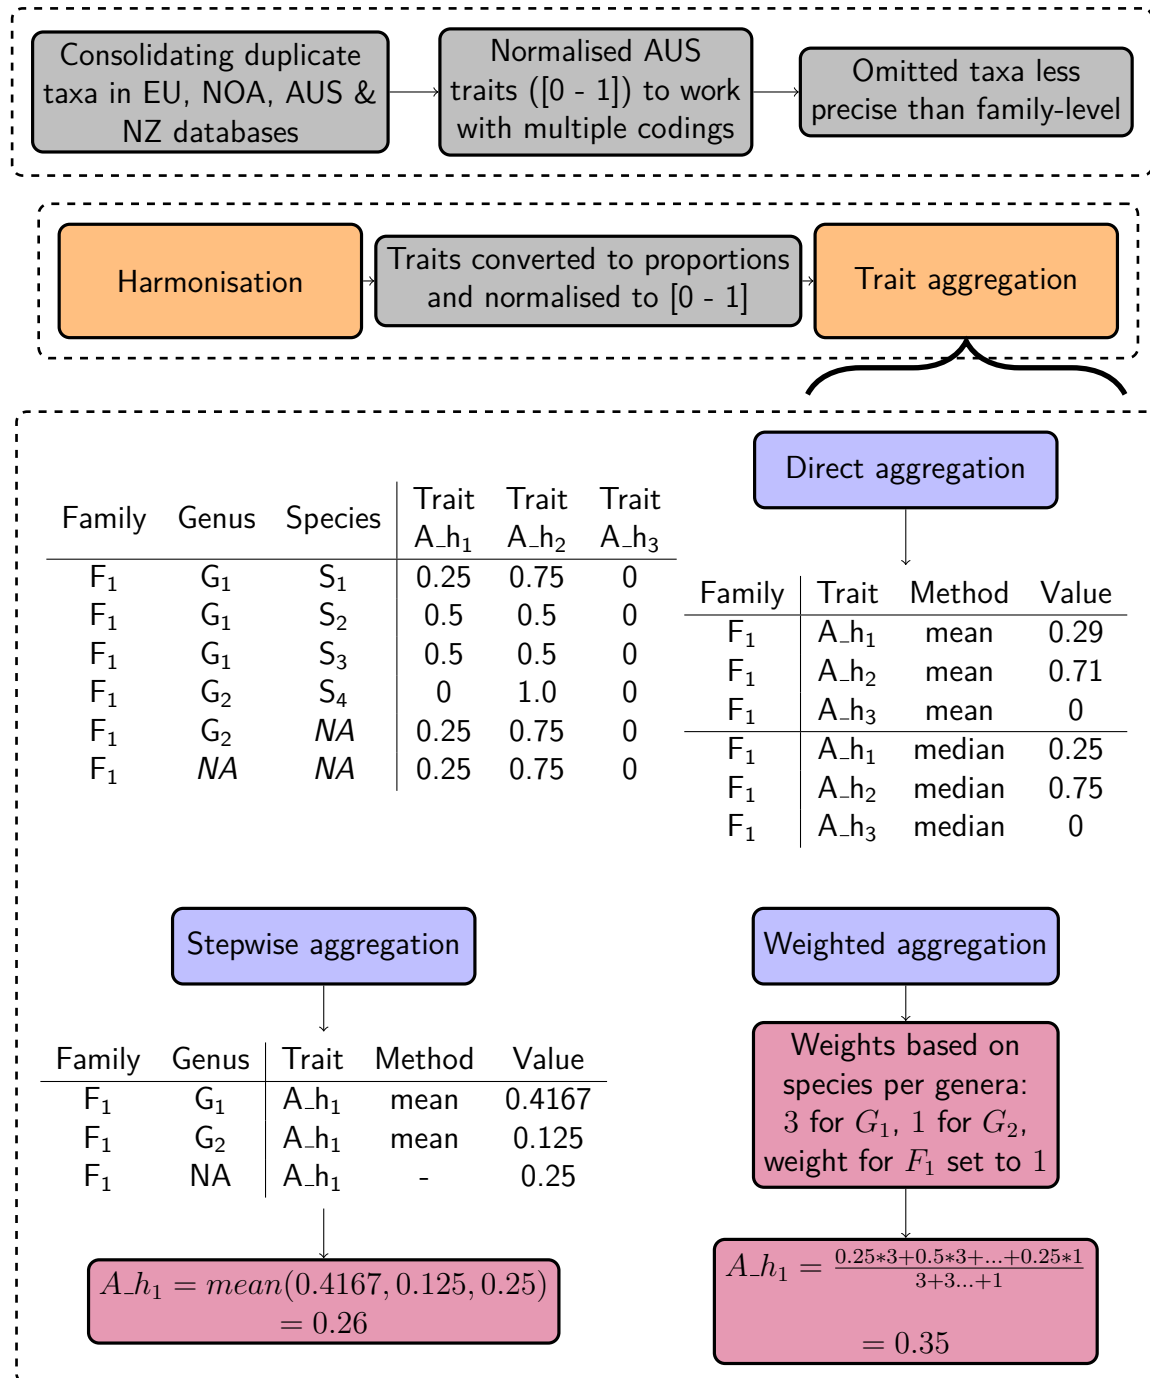 Consolidating duplicate
taxa in EU, NOA, AUS &
NZ databases
Normalised AUS
traits ([0 - 1]) to work
with multiple codings
Omitted taxa less
precise than family-level
Harmonisation
Traits converted to proportions
and normalised to [0 - 1]
Trait aggregation
Family Genus Species Trait A_h₁ Trait A_h₂ Trait A_h₃
F₁ G₁ S₁ 0.25 0.75 0
F₁ G₁ S₂ 0.5 0.5 0
F₁ G₁ S₃ 0.5 0.5 0
F₁ G₂ S₄ 0 1.0 0
F₁ G₂ NA 0.25 0.75 0
F₁ NA NA 0.25 0.75 0
Direct aggregation
Family Trait Method Value
F₁ A_h₁ mean 0.29
F₁ A_h₂ mean 0.71
F₁ A_h₃ mean 0
F₁ A_h₁ median 0.25
F₁ A_h₂ median 0.75
F₁ A_h₃ median 0
Stepwise aggregation
Family Genus Trait Method Value
F₁ G₁ A_h₁ mean 0.4167
F₁ G₂ A_h₁ mean 0.125
F₁ NA A_h₁ - 0.25
A_h₁ = mean(0.4167, 0.125, 0.25)
= 0.26
Weighted aggregation
Weights based on
species per genera:
3 for G₁, 1 for G₂,
weight for F₁ set to 1
A_h₁ = (0.25*3+0.5*3+...+0.25*1)/(3+3...+1)
= 0.35